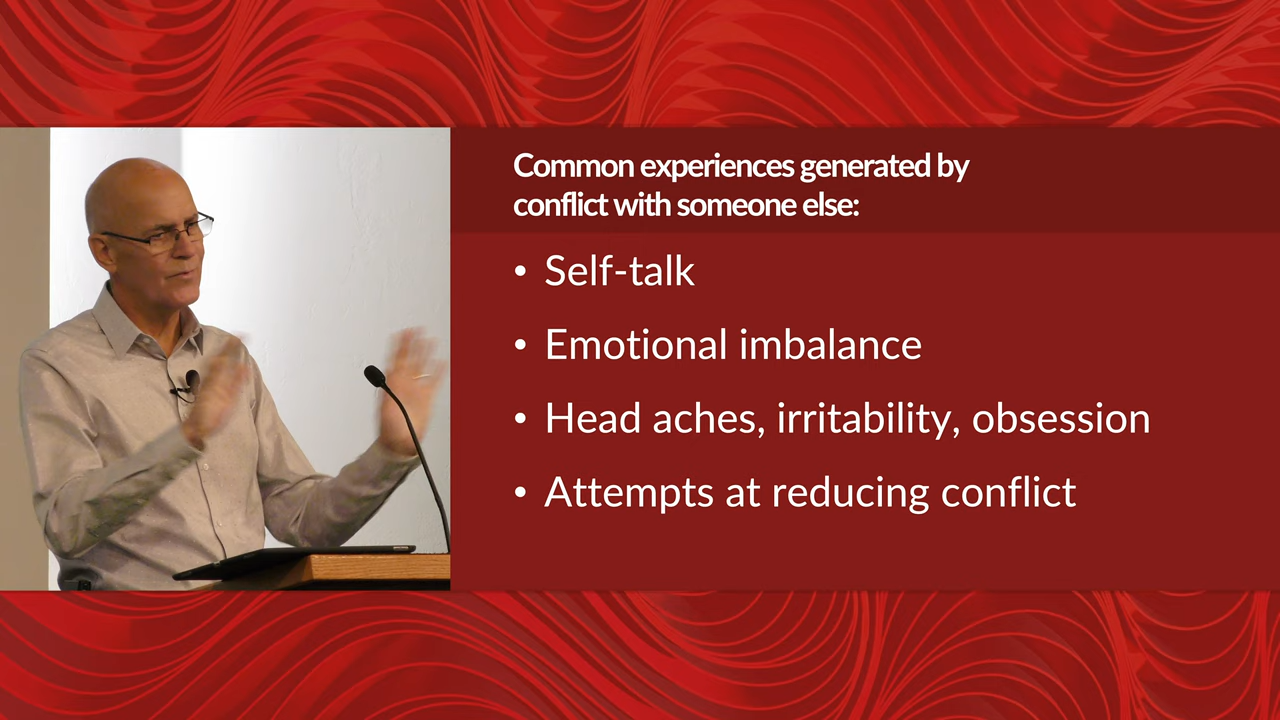 Common experiences generated by
conflict with someone else:
• Self-talk
• Emotional imbalance
• Head aches, irritability, obsession
• Attempts at reducing conflict